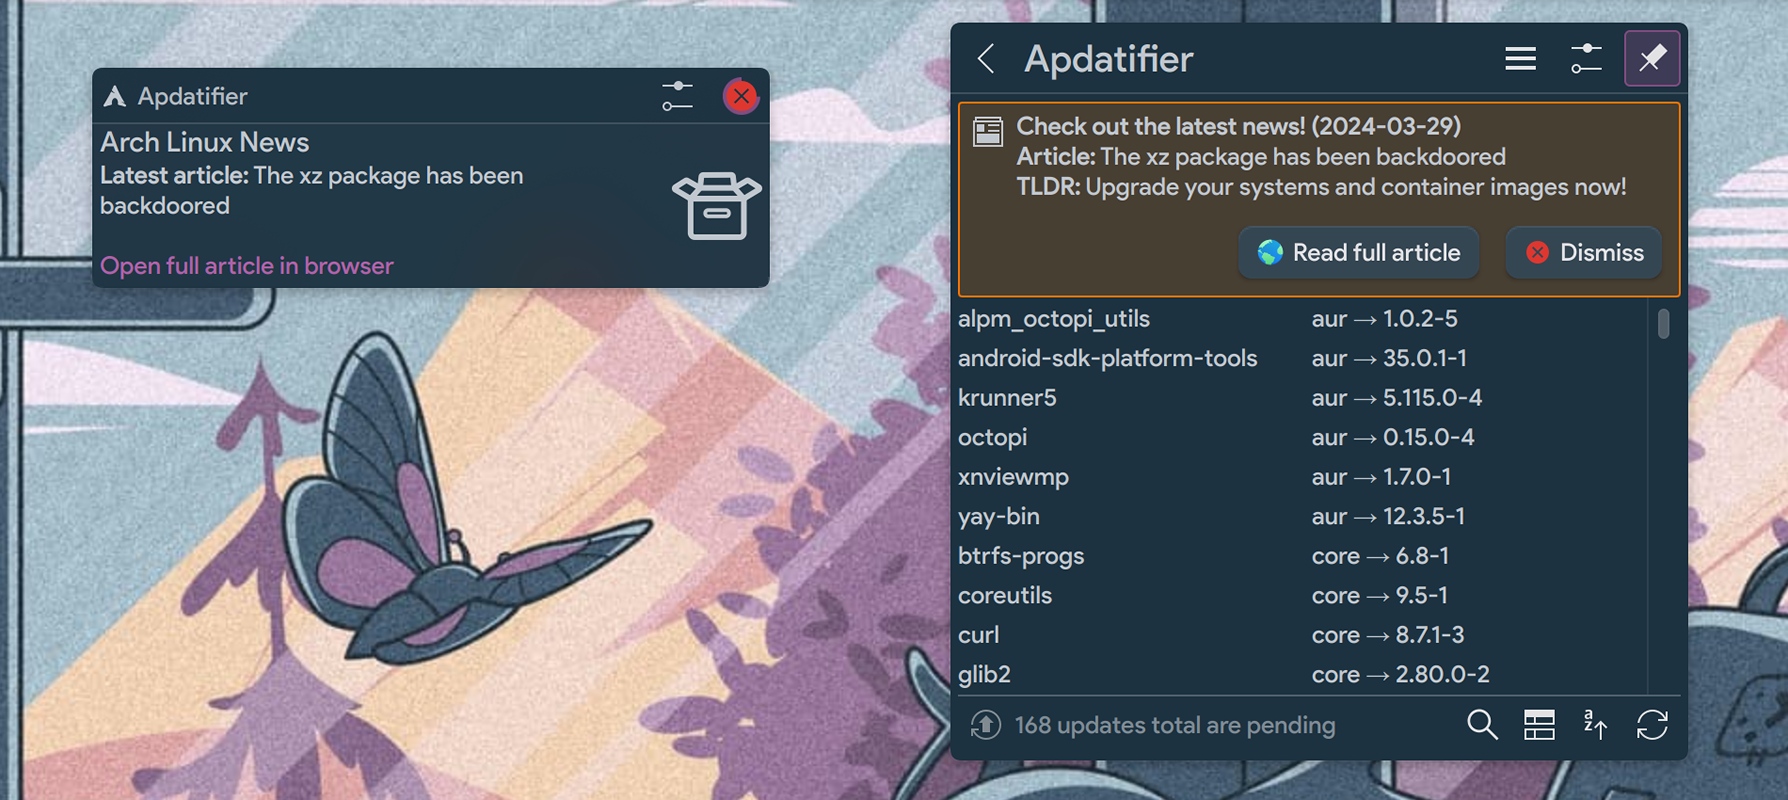 Apdatifier
Arch Linux News
Latest article: The xz package has been
backdoored
Open full article in browser
Apdatifier
Check out the latest news! (2024-03-29)
Article: The xz package has been backdoored
TLDR: Upgrade your systems and container images now!
Read full article
Dismiss
alpm_octopi_utils aur → 1.0.2-5
android-sdk-platform-tools aur → 35.0.1-1
krunner5 aur → 5.115.0-4
octopi aur → 0.15.0-4
xnviewmp aur → 1.7.0-1
yay-bin aur → 12.3.5-1
btrfs-progs core → 6.8-1
coreutils core → 9.5-1
curl core → 8.7.1-3
glib2 core → 2.80.0-2
168 updates total are pending
a
z